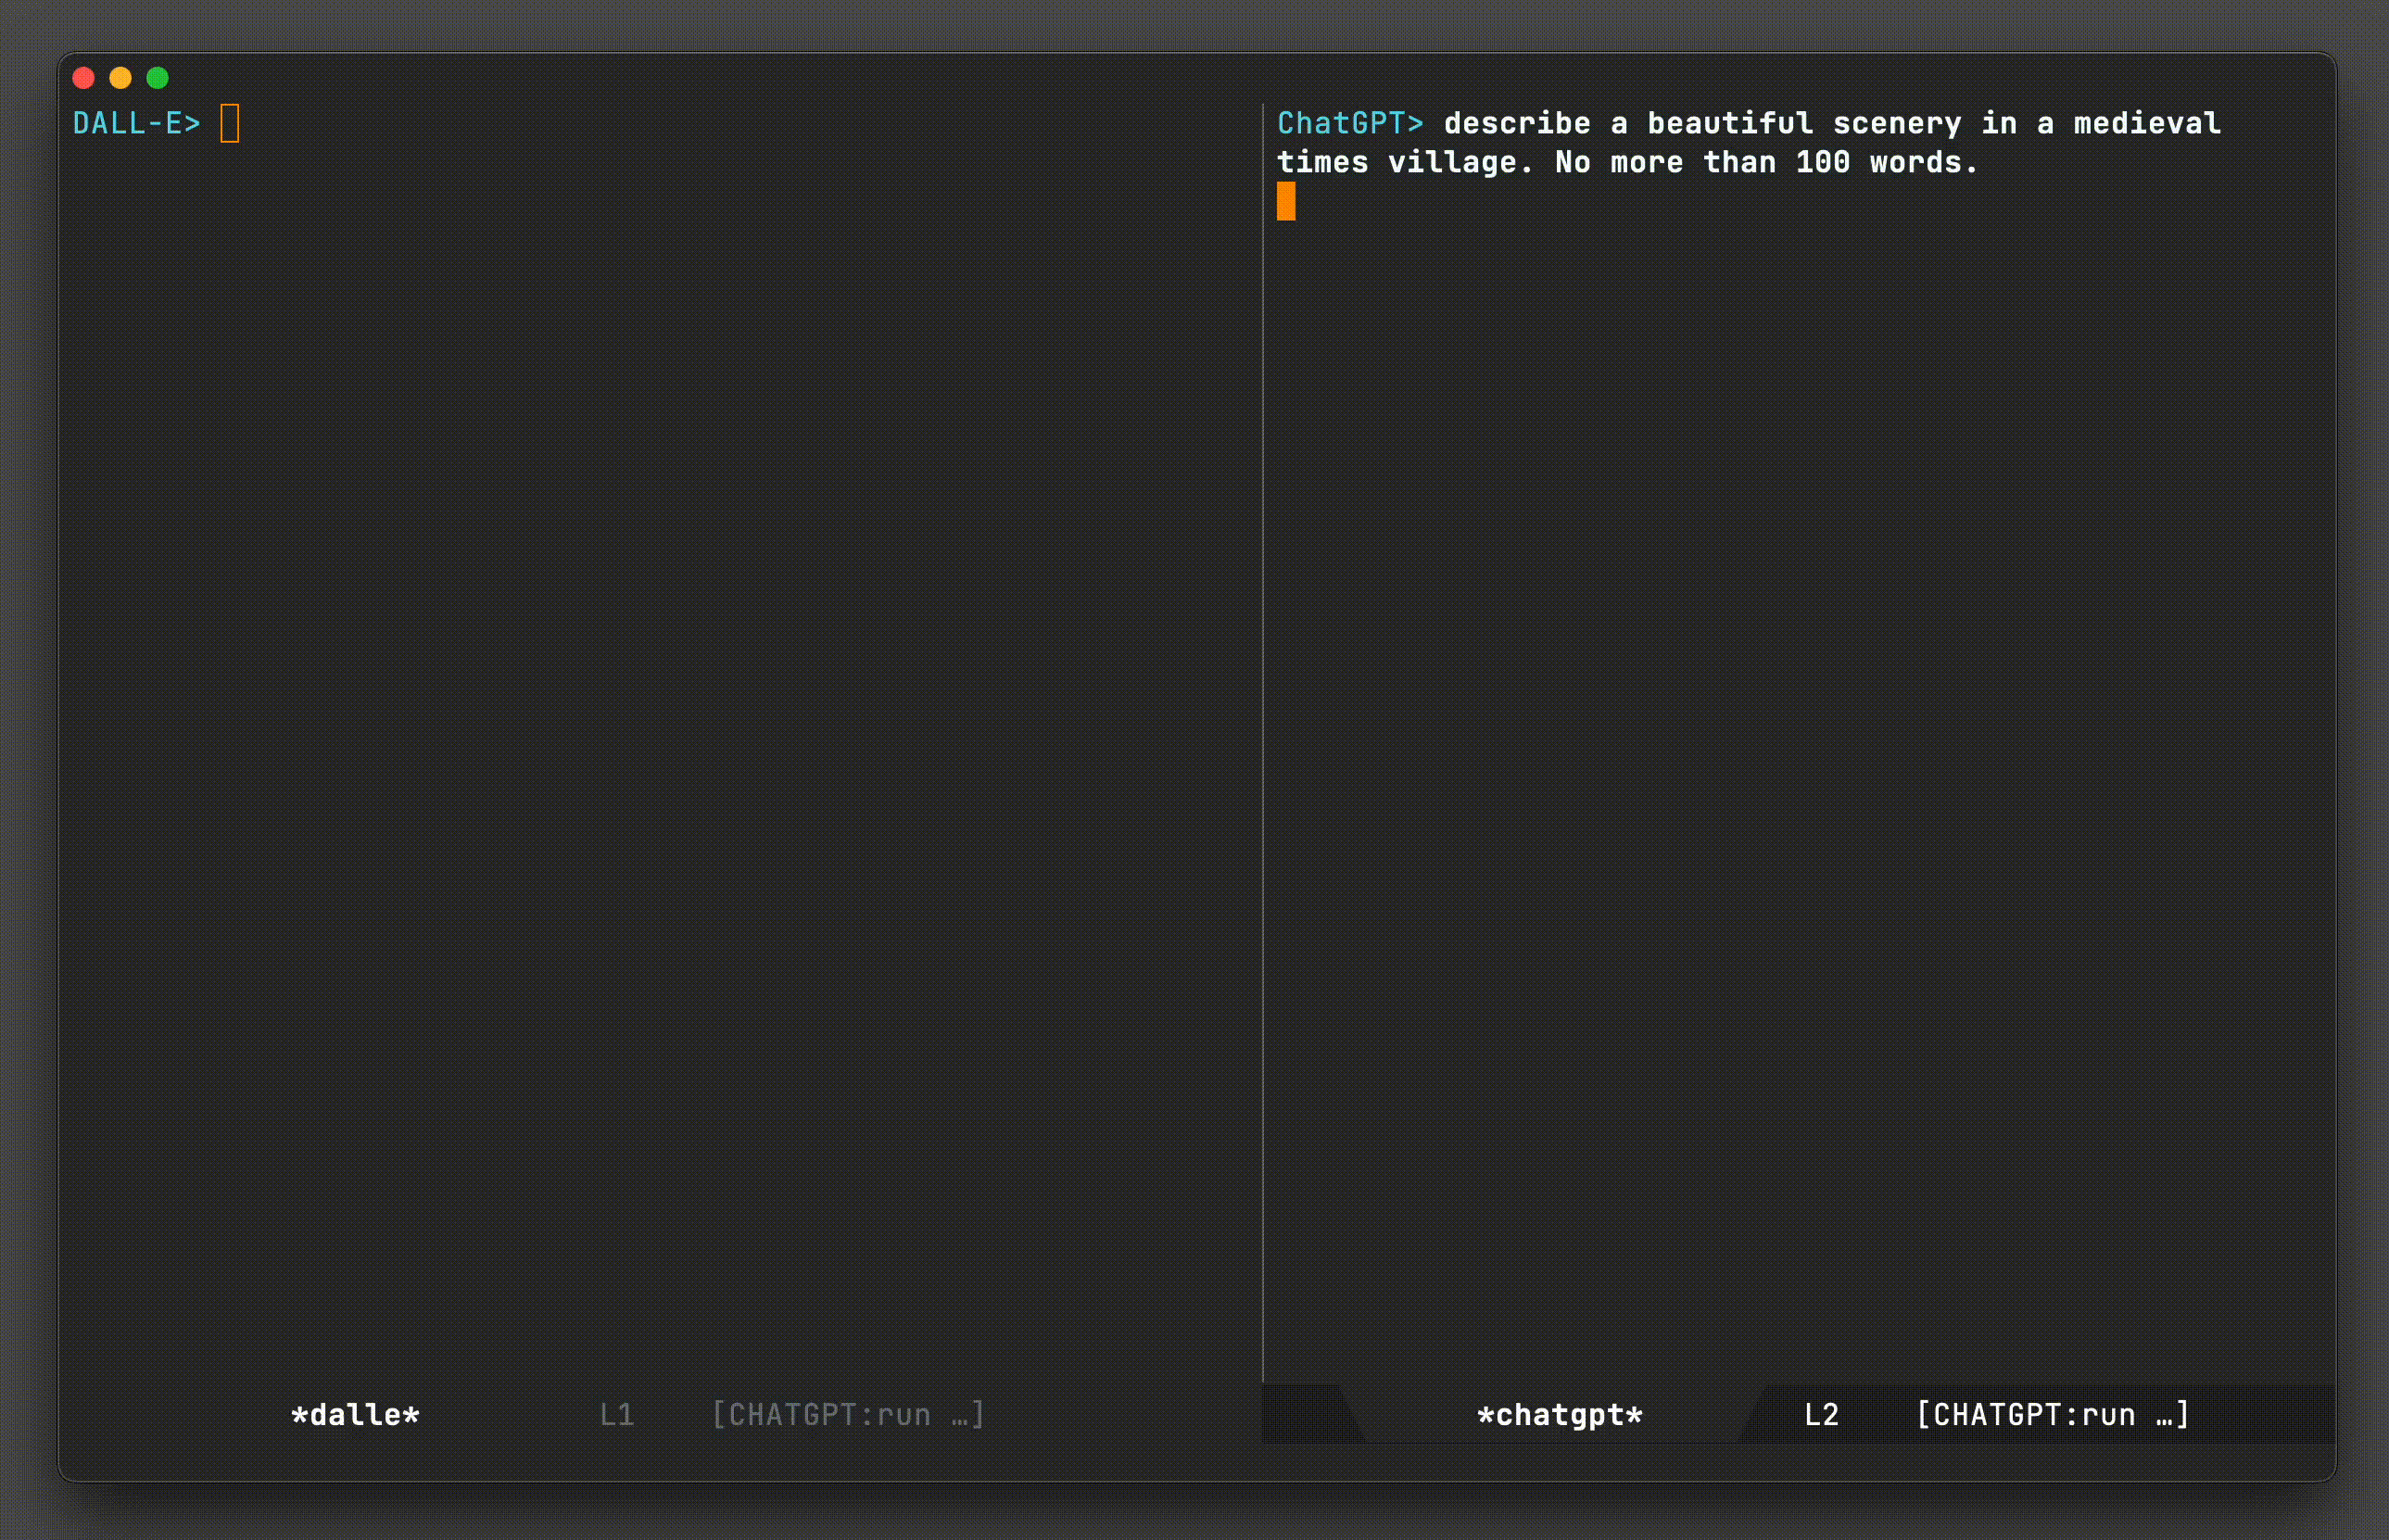 DALL-E>
ChatGPT> describe a beautiful scenery in a medieval
times village. No more than 100 words.
*dalle* L1 [CHATGPT:run …]
*chatgpt* L2 [CHATGPT:run …]